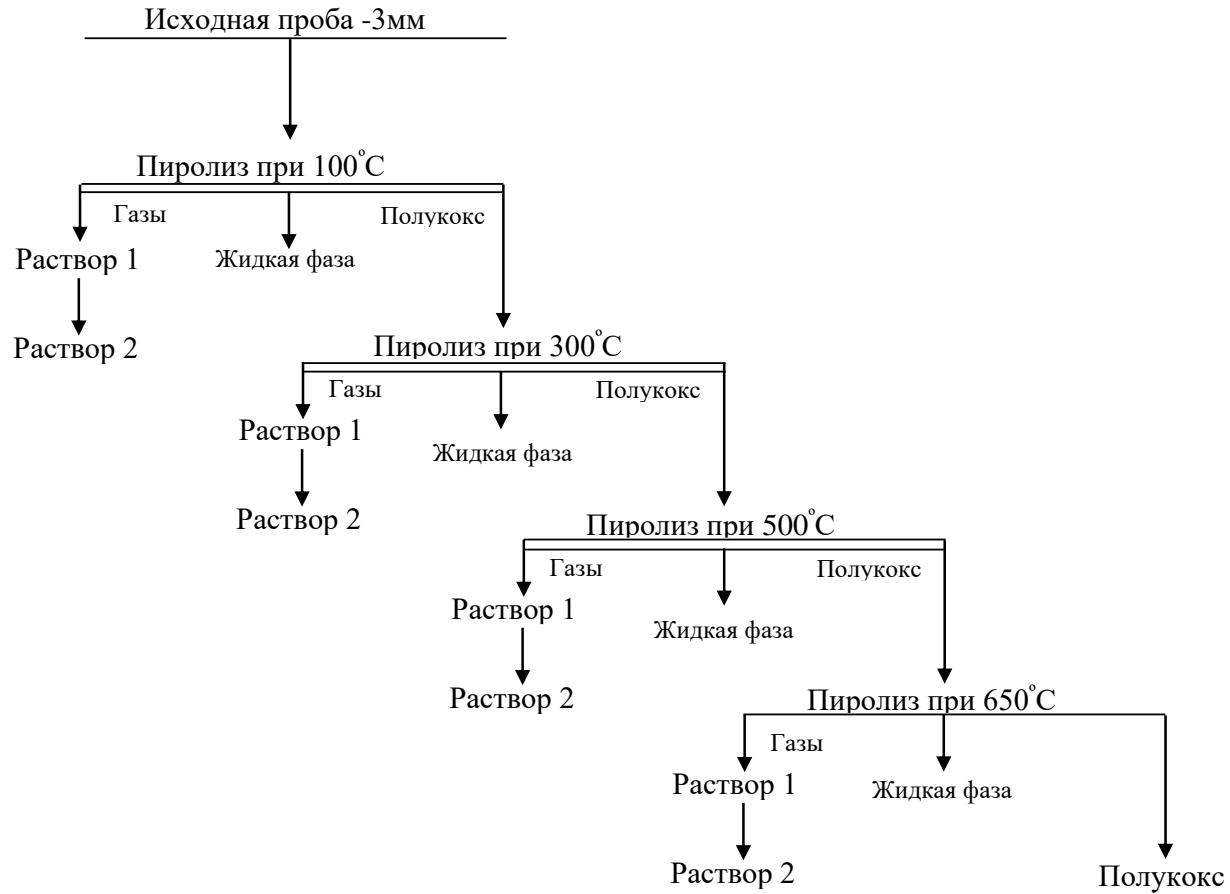 Исходная проба -3мм
Пиролиз при 100°С
Газы
Полукокс
Раствор 1
Жидкая фаза
Раствор 2
Пиролиз при 300°С
Газы
Полукокс
Раствор 1
Жидкая фаза
Раствор 2
Пиролиз при 500°С
Газы
Полукокс
Раствор 1
Жидкая фаза
Раствор 2
Пиролиз при 650°С
Газы
Раствор 1
Жидкая фаза
Раствор 2
Полукокс